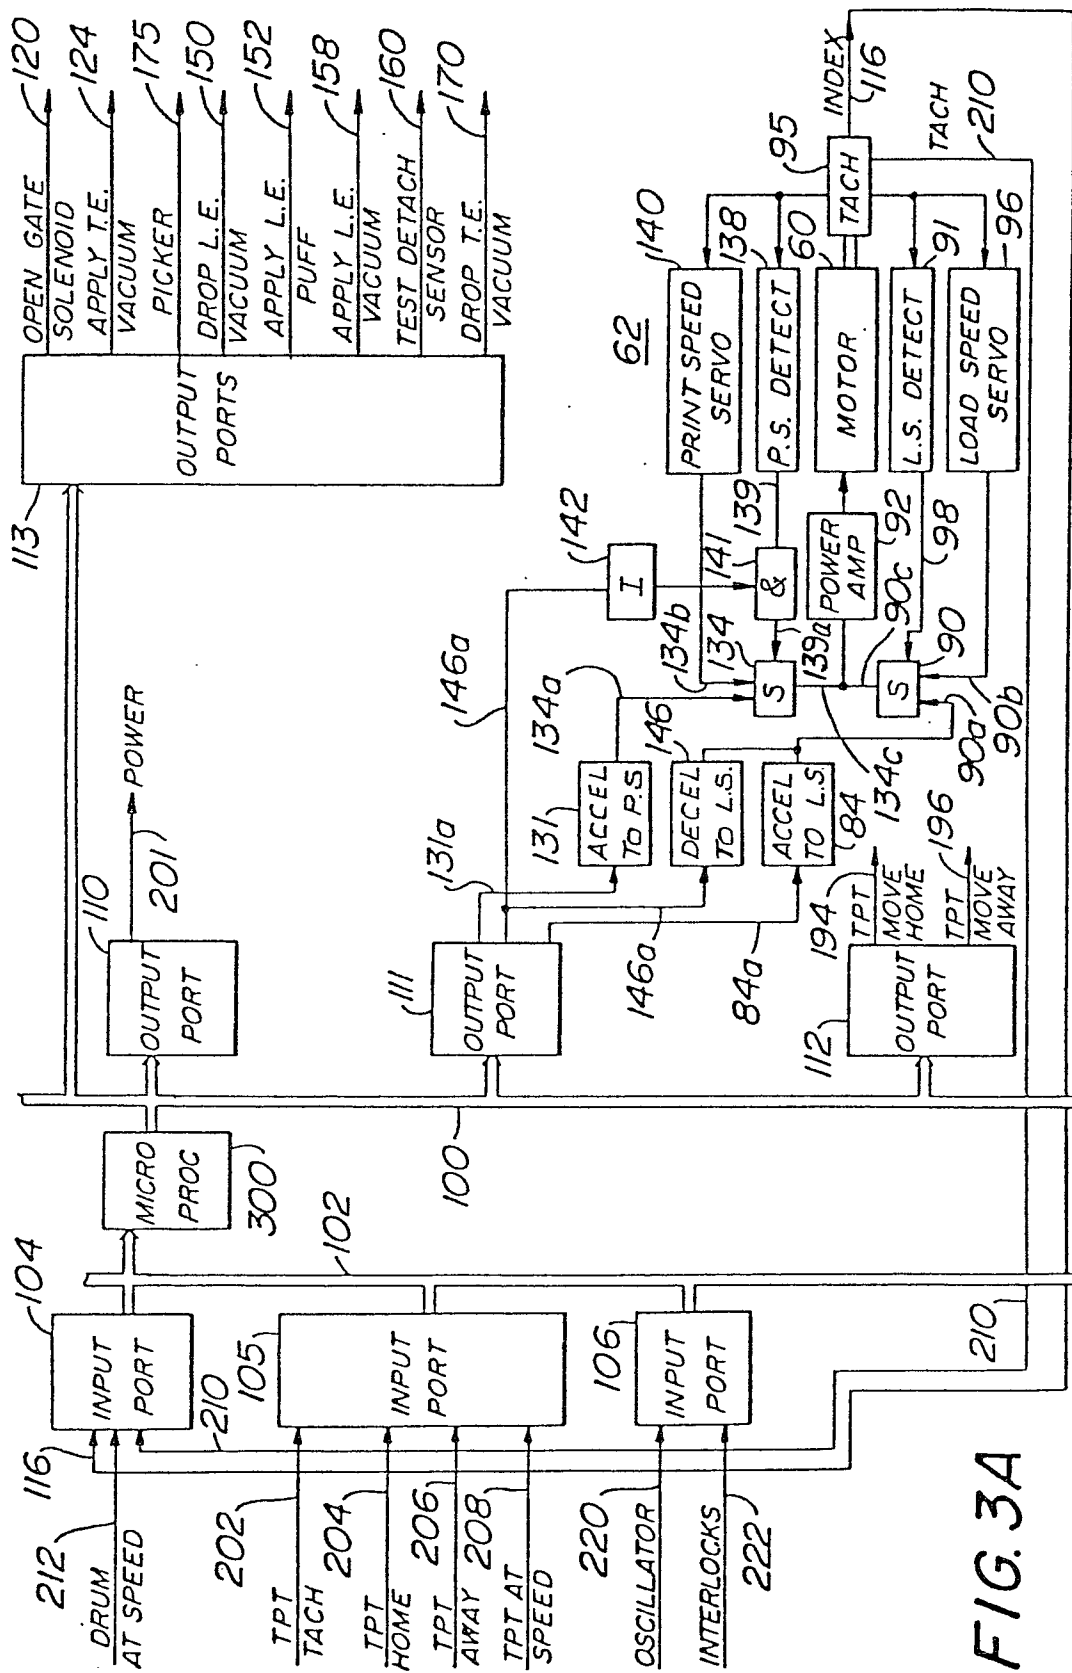 212
DRUM
AT SPEED
116
INPUT
PORT
104
210
202
TPT
TACH
204
TPT
HOME
206
TPT
AWAY
208
TPT AT
SPEED
105
INPUT
PORT
220
OSCILLATOR
INTERLOCKS
222
106
INPUT
PORT
210
102
MICRO
PROC
300
100
110
OUTPUT
PORT
201
POWER
111
OUTPUT
PORT
131a
146a
146a
84a
112
OUTPUT
PORT
194
TPT
MOVE
HOME
TPT
MOVE
AWAY
196
113
OUTPUT
PORTS
OPEN GATE
SOLENOID
120
APPLY T.E.
VACUUM
124
PICKER
175
DROP L.E.
VACUUM
150
APPLY L.E.
PUFF
152
APPLY L.E.
VACUUM
158
TEST DETACH
SENSOR
160
DROP T.E.
VACUUM
170
131
ACCEL
TO P.S
134a
146
DECEL
TO L.S.
ACCEL
TO L.S.
84
134b
134
S
139a
134c
90c
S
90
90a
90b
I
142
&
141
139
POWER
AMP
92
98
62
PRINT SPEED
SERVO
140
P.S. DETECT
138
MOTOR
60
L.S. DETECT
91
LOAD SPEED
SERVO
96
TACH
95
INDEX
116
TACH
210
FIG. 3A